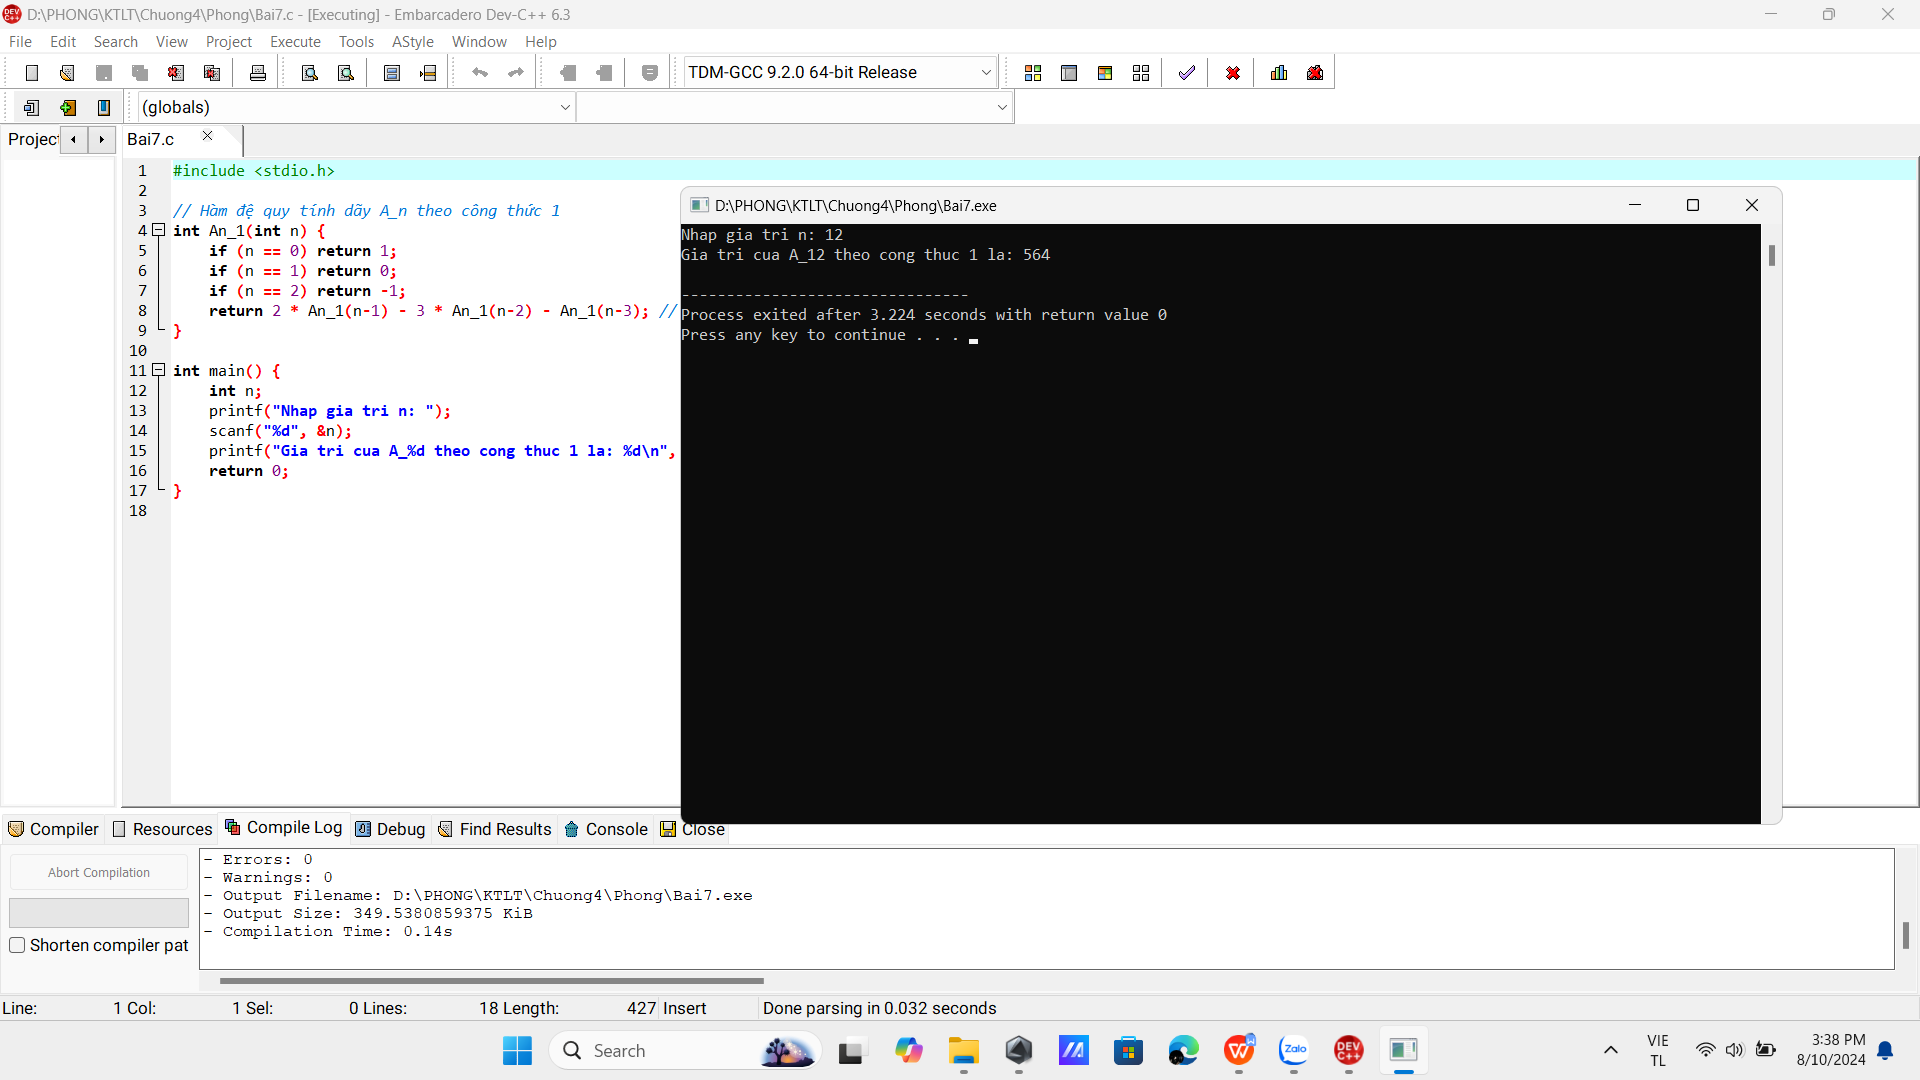 D:\PHONG\KTLT\Chuong4\Phong\Bai7.c - [Executing] - Embarcadero Dev-C++ 6.3
File Edit Search View Project Execute Tools AStyle Window Help
TDM-GCC 9.2.0 64-bit Release
(globals)
Project
Bai7.c
1 #include <stdio.h>
2
3 // Hàm đệ quy tính dãy A_n theo công thức 1
4 int An_1(int n) {
5 if (n == 0) return 1;
6 if (n == 1) return 0;
7 if (n == 2) return -1;
8 return 2 * An_1(n-1) - 3 * An_1(n-2) - An_1(n-3); //
9 }
10
11 int main() {
12 int n;
13 printf("Nhap gia tri n: ");
14 scanf("%d", &n);
15 printf("Gia tri cua A_%d theo cong thuc 1 la: %d\n",
16 return 0;
17 }
18
D:\PHONG\KTLT\Chuong4\Phong\Bai7.exe
Nhap gia tri n: 12
Gia tri cua A_12 theo cong thuc 1 la: 564
--------------------------------
Process exited after 3.224 seconds with return value 0
Press any key to continue . . .
Compiler Resources Compile Log Debug Find Results Console Close
Abort Compilation
Shorten compiler pat
- Errors: 0
- Warnings: 0
- Output Filename: D:\PHONG\KTLT\Chuong4\Phong\Bai7.exe
- Output Size: 349.5380859375 KiB
- Compilation Time: 0.14s
Line: 1 Col: 1 Sel: 0 Lines: 18 Length: 427 Insert Done parsing in 0.032 seconds
Search
Zalo
DEV C++
VIE
TL
3:38 PM
8/10/2024